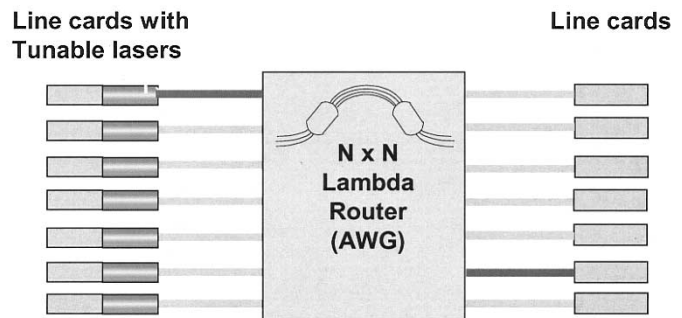 Line cards with
Tunable lasers
Line cards
N x N
Lambda
Router
(AWG)